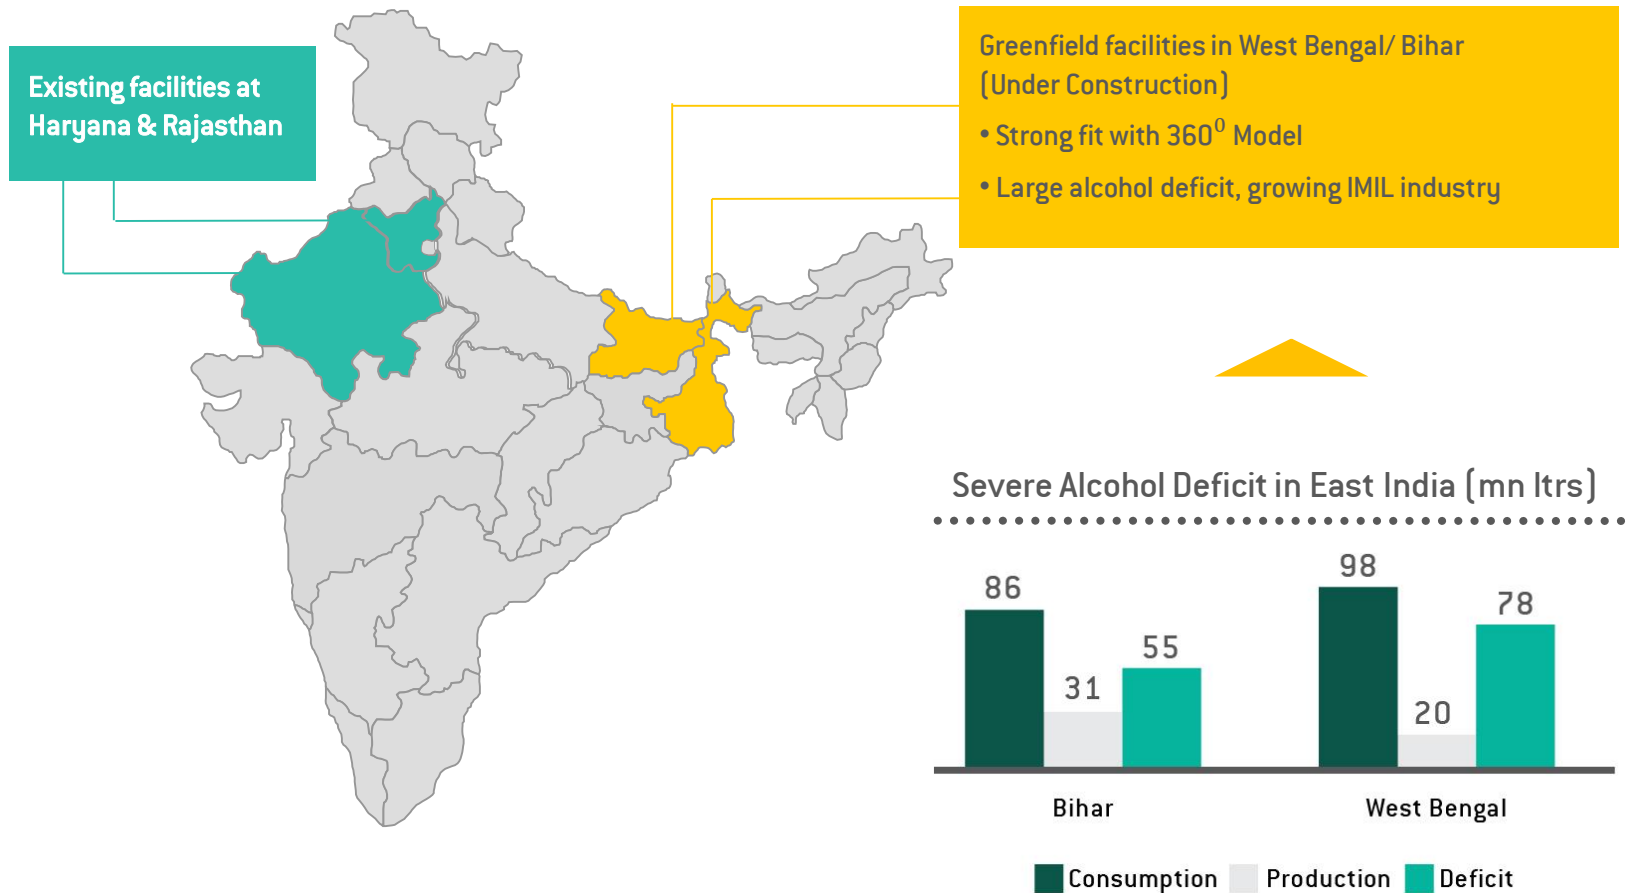 Existing facilities at
Haryana & Rajasthan
Greenfield facilities in West Bengal/ Bihar
(Under Construction)
• Strong fit with 360⁰ Model
• Large alcohol deficit, growing IMIL industry
Severe Alcohol Deficit in East India (mn ltrs)
86
31
55
98
20
78
Bihar
West Bengal
Consumption
Production
Deficit